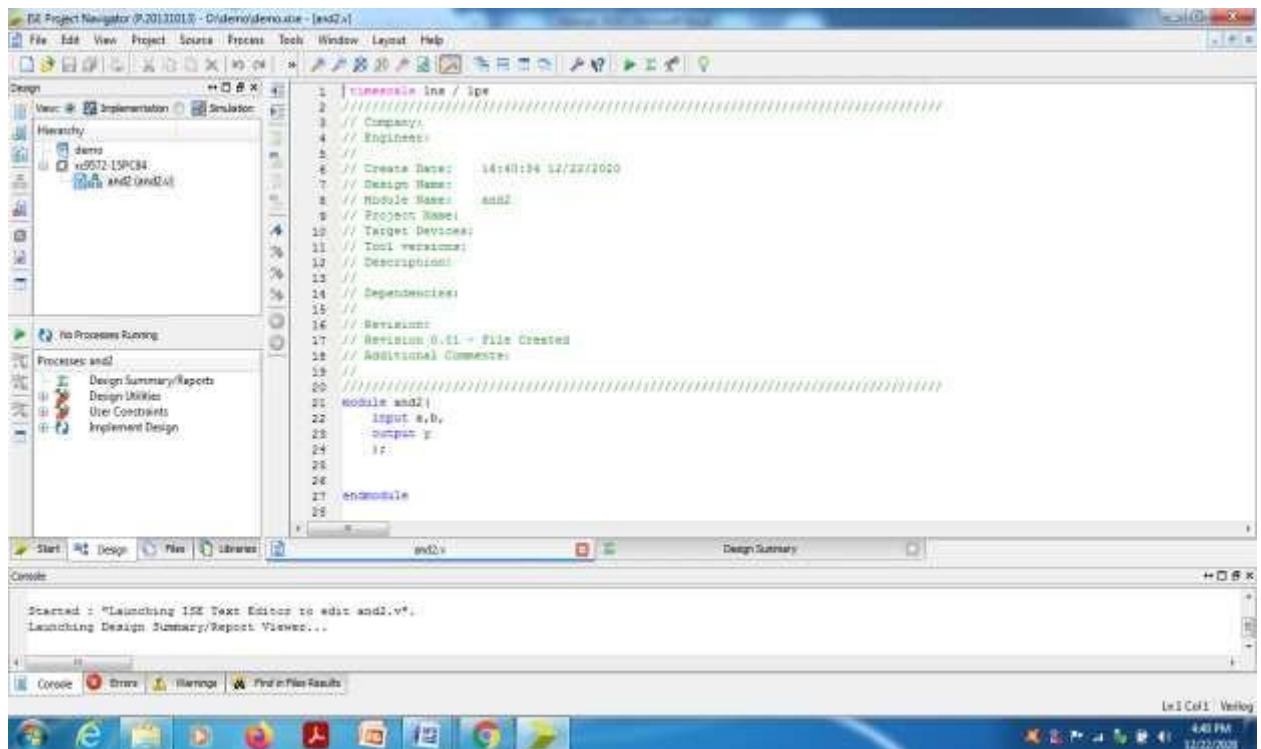 ISE Project Navigator (P.20131013) - D:\demo\demo.xise - [and2.v]
File Edit View Project Source Process Tools Window Layout Help
Design
View: Implementation Simulation
Hierarchy
demo
xc9572-15PC84
and2 (and2.v)
No Processes Running
Processes: and2
Design Summary/Reports
Design Utilities
User Constraints
Implement Design
Start Design Files Libraries
1 `timescale 1ns / 1ps
2 //////////////////////////////////////////////////////////////////////////////////
3 // Company:
4 // Engineer:
5 //
6 // Create Date: 16:40:34 12/22/2020
7 // Design Name:
8 // Module Name: and2
9 // Project Name:
10 // Target Devices:
11 // Tool versions:
12 // Description:
13 //
14 // Dependencies:
15 //
16 // Revision:
17 // Revision 0.01 - File Created
18 // Additional Comments:
19 //
20 //////////////////////////////////////////////////////////////////////////////////
21 module and2(
22 input a,b,
23 output y
24 );
25
26
27 endmodule
28
and2.v Design Summary
Console
Started : "Launching ISE Text Editor to edit and2.v".
Launching Design Summary/Report Viewer...
Console Errors Warnings Find in Files Results
Ln 1 Col 1 Verilog
4:40 PM
12/22/2020